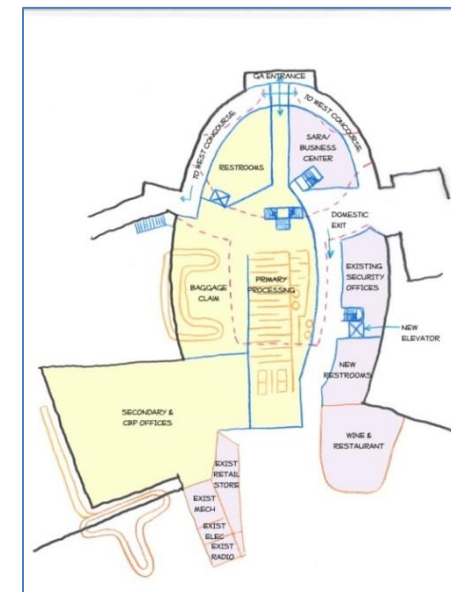 GA ENTRANCE
TO WEST CONCOURSE
TO WEST CONCOURSE
RESTROOMS
SARA/
BUSINESS
CENTER
DOMESTIC
EXIT
BAGGAGE
CLAIM
PRIMARY
PROCESSING
EXISTING
SECURITY
OFFICES
NEW
ELEVATOR
NEW
RESTROOMS
SECONDARY &
CBP OFFICES
WINE &
RESTAURANT
EXIST
RETAIL
STORE
EXIST
MECH
EXIST
ELEC
EXIST
RADIO